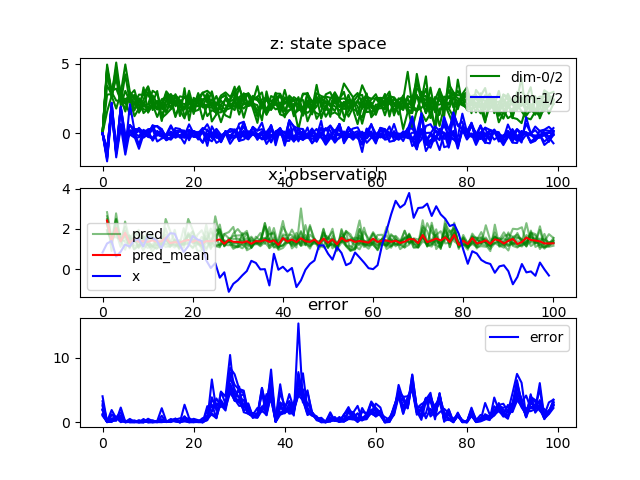 z: state space
5
0
dim-0/2
dim-1/2
0 20 40 60 80 100
x: observation
4
2
0
pred
pred_mean
x
0 20 40 60 80 100
error
10
0
error
0 20 40 60 80 100